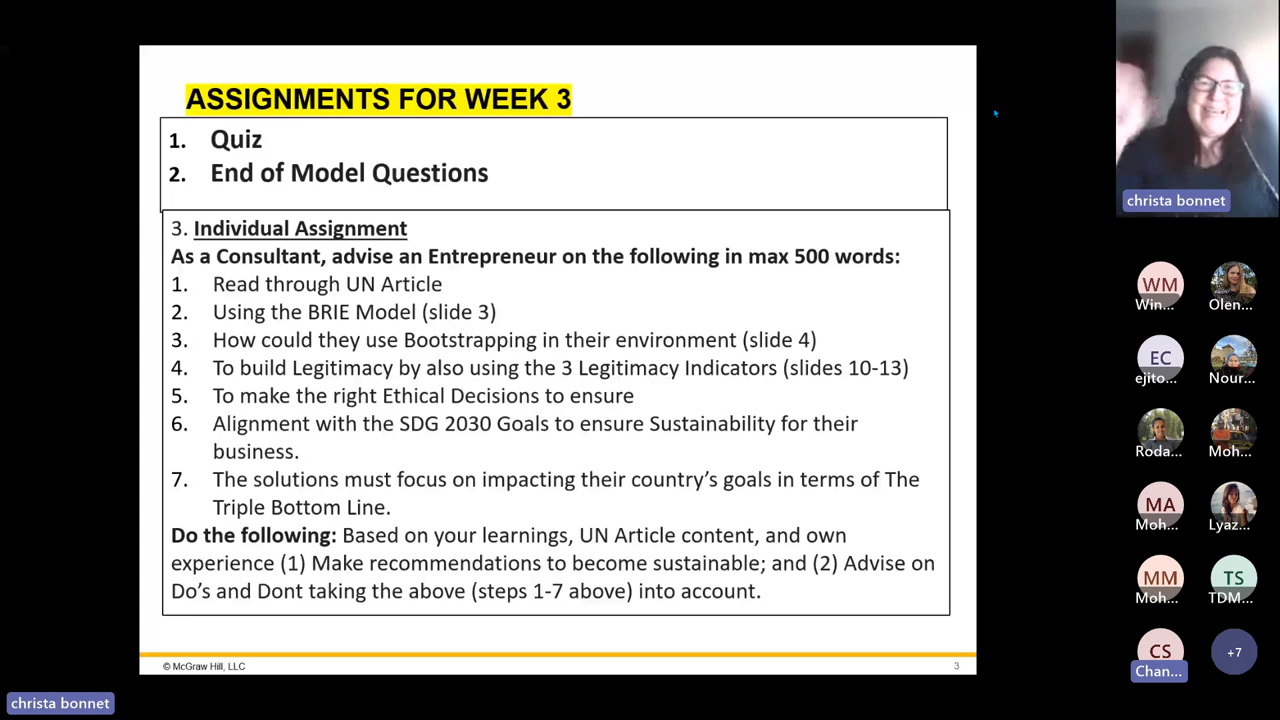 ASSIGNMENTS FOR WEEK 3
1. Quiz
2. End of Model Questions
3. Individual Assignment
As a Consultant, advise an Entrepreneur on the following in max 500 words:
1. Read through UN Article
2. Using the BRIE Model (slide 3)
3. How could they use Bootstrapping in their environment (slide 4)
4. To build Legitimacy by also using the 3 Legitimacy Indicators (slides 10-13)
5. To make the right Ethical Decisions to ensure
6. Alignment with the SDG 2030 Goals to ensure Sustainability for their
business.
7. The solutions must focus on impacting their country's goals in terms of The
Triple Bottom Line.
Do the following: Based on your learnings, UN Article content, and own
experience (1) Make recommendations to become sustainable; and (2) Advise on
Do's and Dont taking the above (steps 1-7 above) into account.
© McGraw Hill, LLC
3
christa bonnet
christa bonnet
WM
Win...
Olen...
EC
ejito...
Nour...
Roda...
Moh...
MA
Moh...
Lyaz...
MM
Moh...
TS
TDM...
CS
Chan...
+7